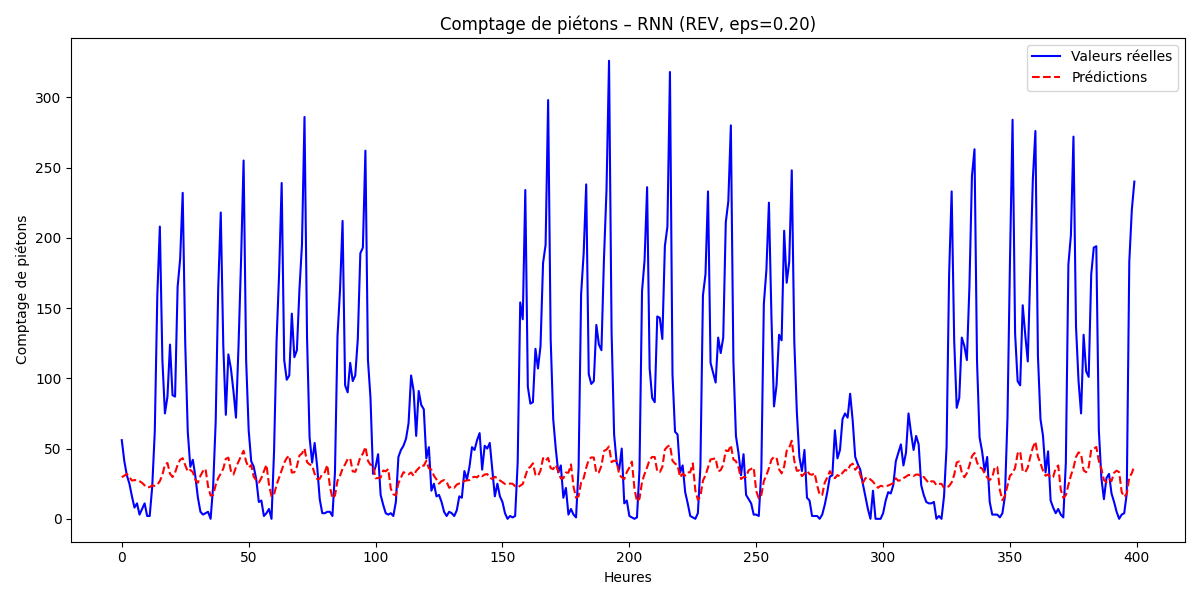 Comptage de piétons – RNN (REV, eps=0.20)
Valeurs réelles
Prédictions
Comptage de piétons
300
250
200
150
100
50
0
0 50 100 150 200 250 300 350 400
Heures